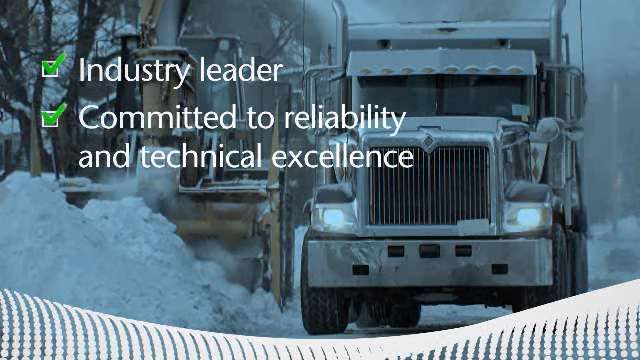 Industry leader
Committed to reliability
and technical excellence